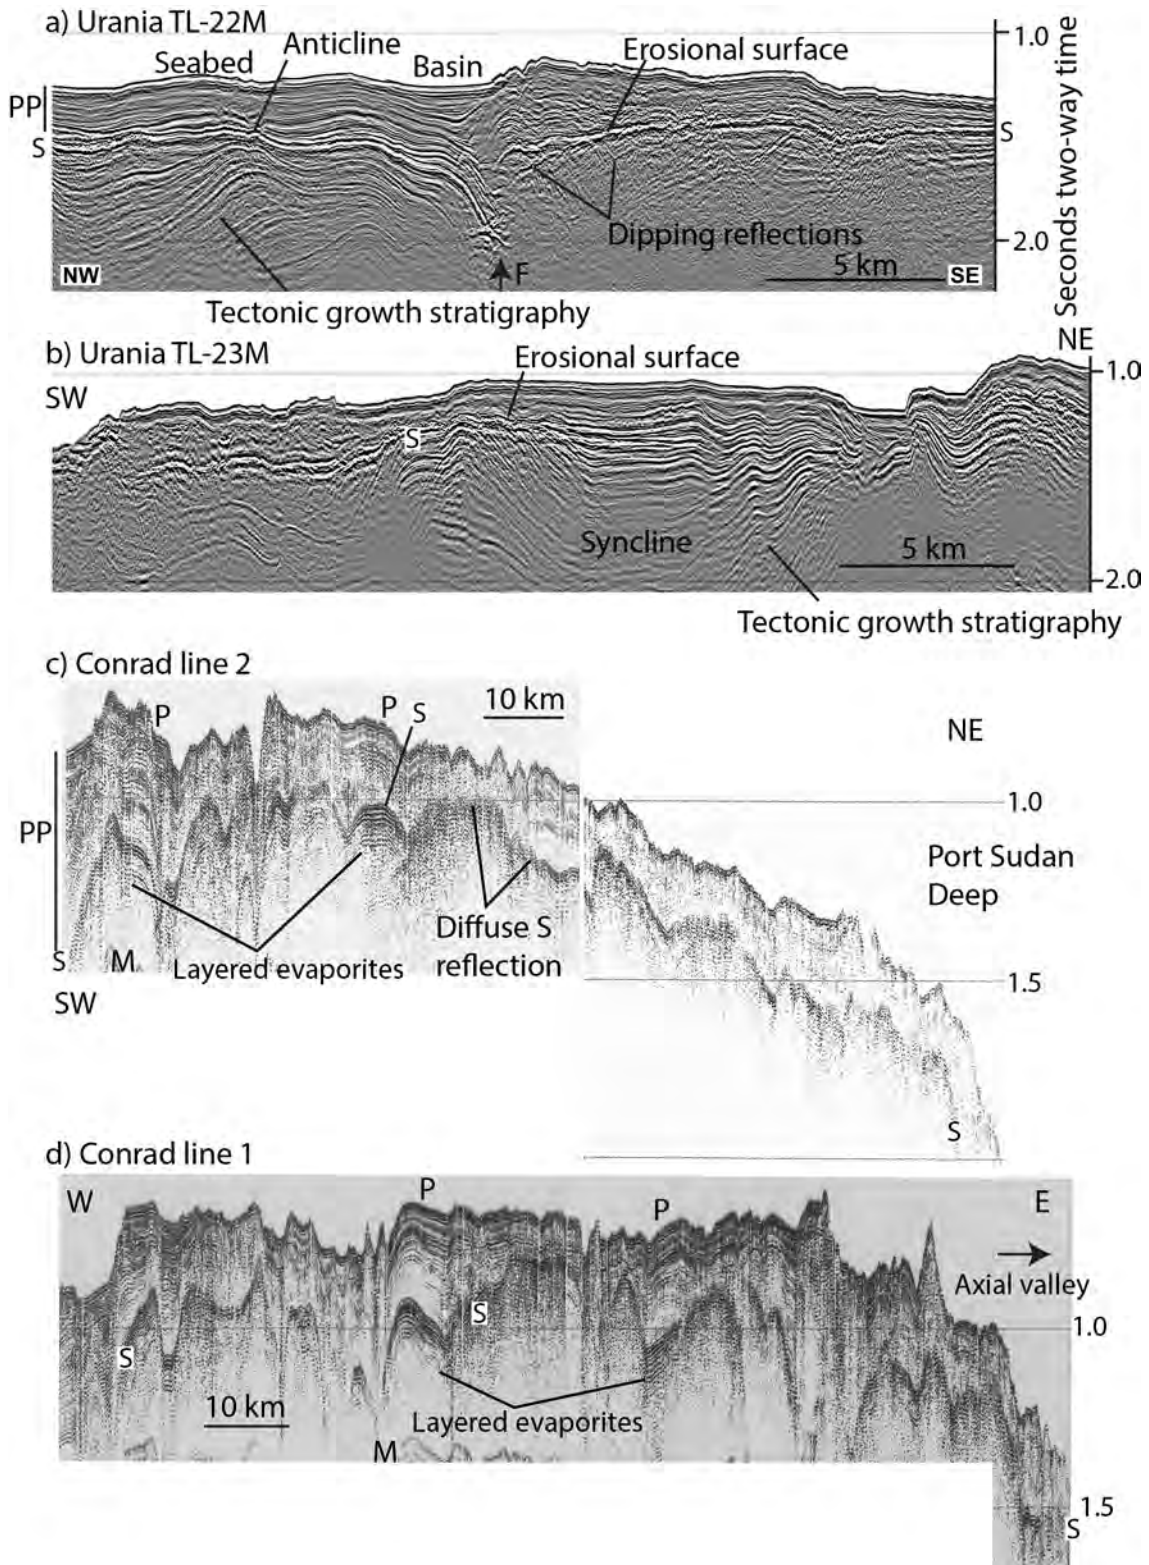 a) Urania TL-22M
Anticline
Seabed
Basin
Erosional surface
1.0
PP
S
S
Dipping reflections
2.0
5 km
NW
F
SE
Tectonic growth stratigraphy
Seconds two-way time
b) Urania TL-23M
Erosional surface
NE
SW
1.0
S
Syncline
5 km
2.0
Tectonic growth stratigraphy
c) Conrad line 2
P
P
S
10 km
NE
1.0
PP
Port Sudan
Deep
Diffuse S
reflection
S
M
Layered evaporites
1.5
SW
S
d) Conrad line 1
W
P
P
E
Axial valley
S
S
1.0
10 km
Layered evaporites
M
1.5
S